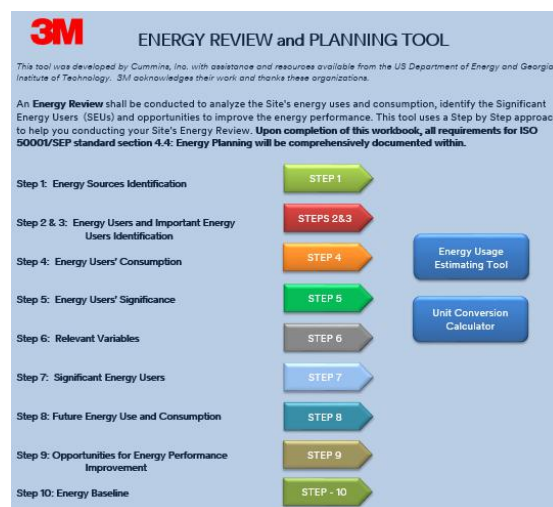 3M
ENERGY REVIEW and PLANNING TOOL
This tool was developed by Cummins, Inc. with assistance and resources available from the US Department of Energy and Georgia
Institute of Technology. 3M acknowledges their work and thanks these organizations.
An Energy Review shall be conducted to analyze the Site's energy uses and consumption, identify the Significant
Energy Users (SEUs) and opportunities to improve the energy performance. This tool uses a Step by Step approac
to help you conducting your Site's Energy Review. Upon completion of this workbook, all requirements for ISO
50001/SEP standard section 4.4: Energy Planning will be comprehensively documented within.
Step 1: Energy Sources Identification
STEP 1
Step 2 & 3: Energy Users and Important Energy
Users Identification
STEPS 2&3
Step 4: Energy Users' Consumption
STEP 4
Energy Usage
Estimating Tool
Step 5: Energy Users' Significance
STEP 5
Unit Conversion
Calculator
Step 6: Relevant Variables
STEP 6
Step 7: Significant Energy Users
STEP 7
Step 8: Future Energy Use and Consumption
STEP 8
Step 9: Opportunities for Energy Performance
Improvement
STEP 9
Step 10: Energy Baseline
STEP - 10